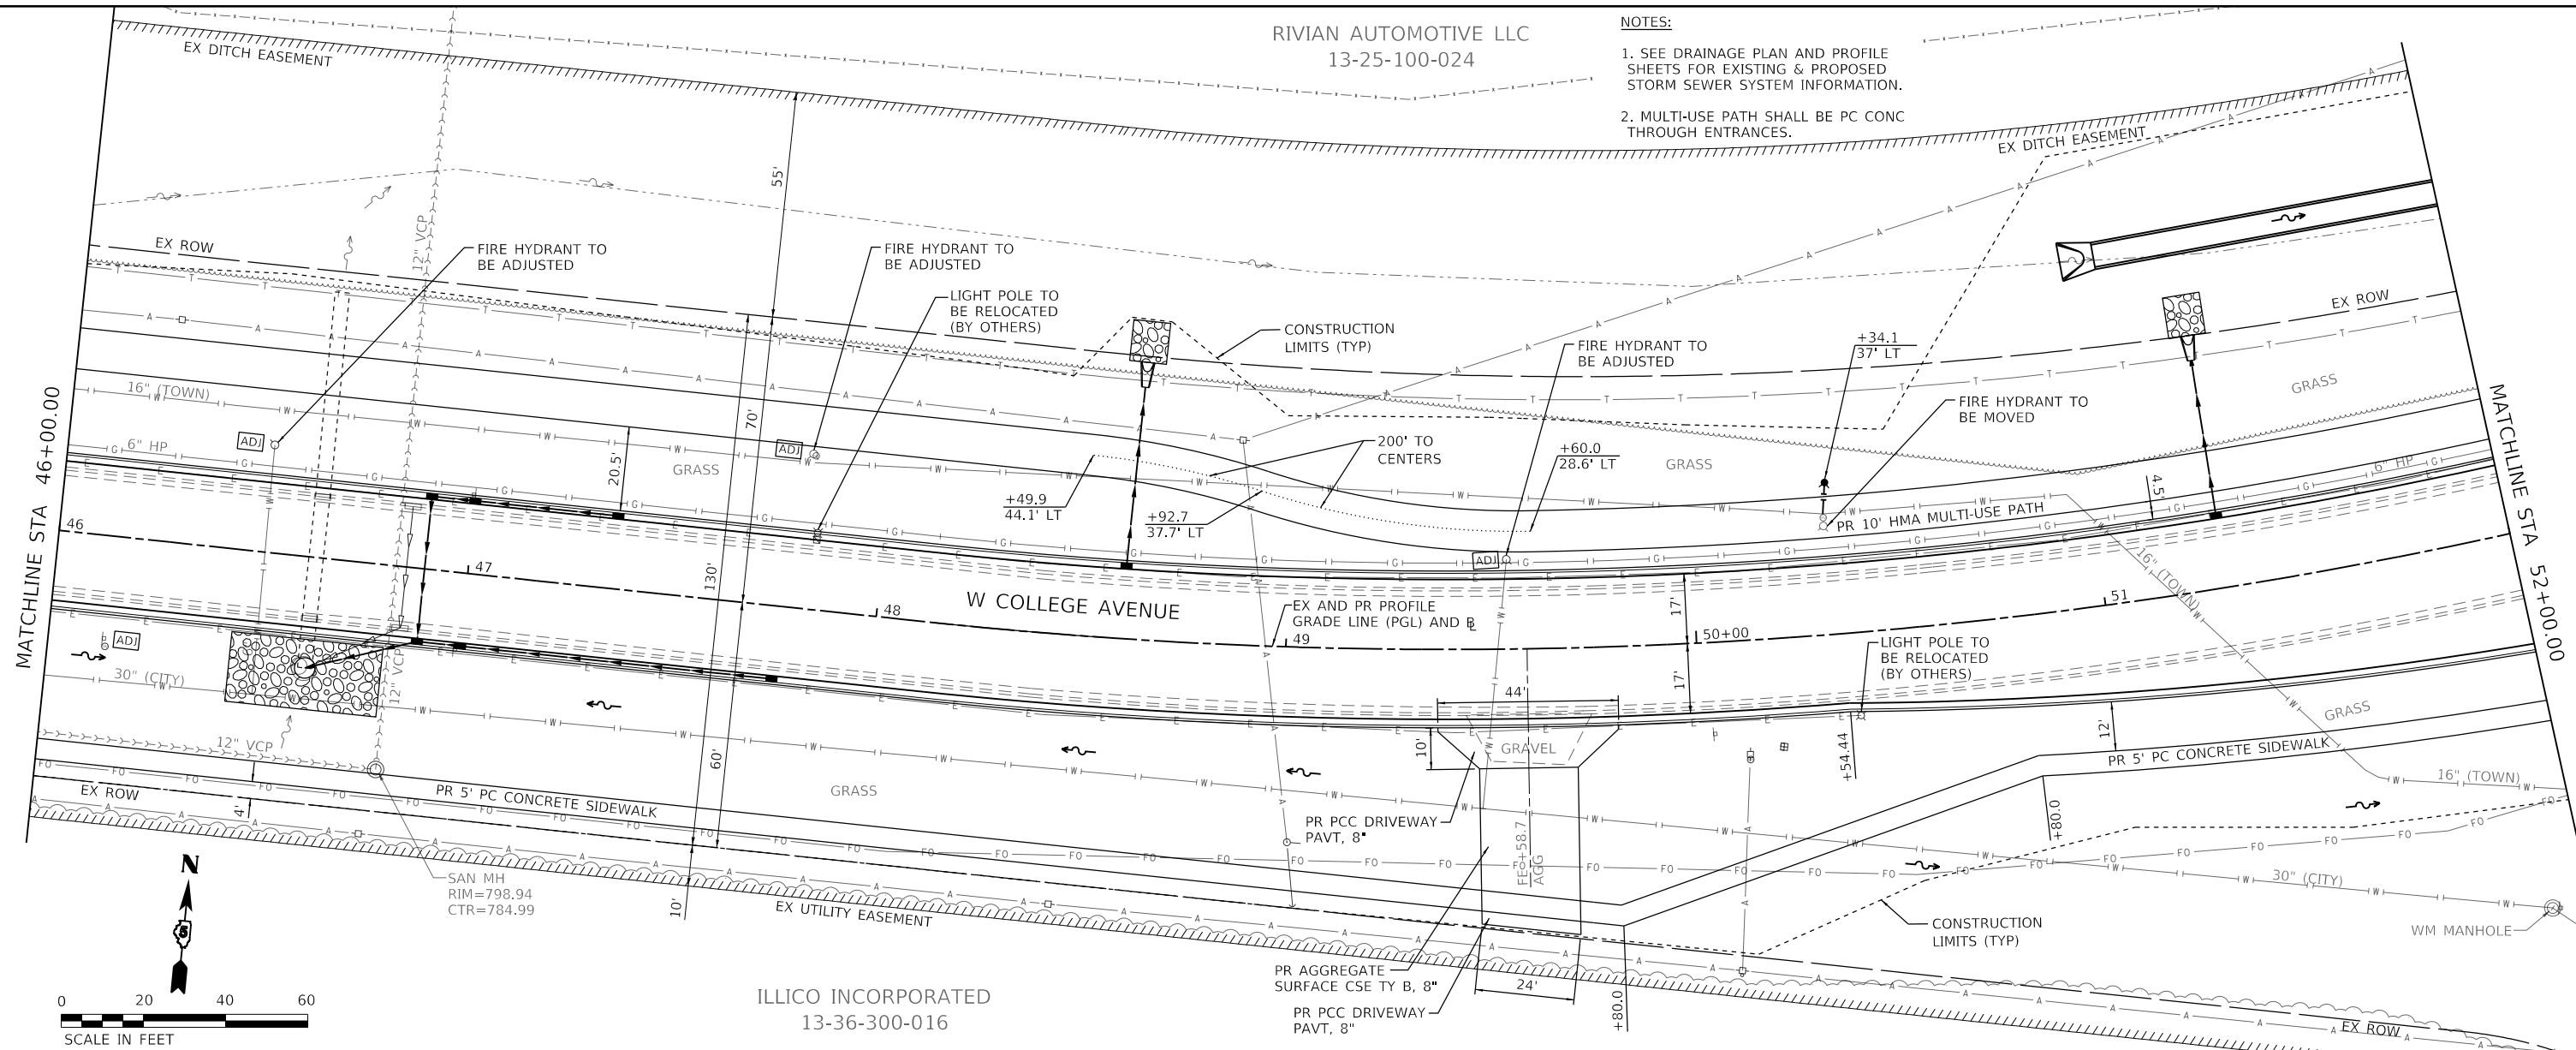 RIVIAN AUTOMOTIVE LLC
13-25-100-024
NOTES:
1. SEE DRAINAGE PLAN AND PROFILE
SHEETS FOR EXISTING & PROPOSED
STORM SEWER SYSTEM INFORMATION.
2. MULTI-USE PATH SHALL BE PC CONC
THROUGH ENTRANCES.
EX DITCH EASEMENT
EX DITCH EASEMENT
55'
12" VCP
EX ROW
FIRE HYDRANT TO
BE ADJUSTED
FIRE HYDRANT TO
BE ADJUSTED
LIGHT POLE TO
BE RELOCATED
(BY OTHERS)
CONSTRUCTION
LIMITS (TYP)
FIRE HYDRANT TO
BE ADJUSTED
+34.1
37' LT
EX ROW
GRASS
FIRE HYDRANT TO
BE MOVED
16" (TOWN)
70'
ADJ
6" HP
ADJ
20.5'
GRASS
200' TO
CENTERS
+60.0
28.6' LT
GRASS
+49.9
44.1' LT
+92.7
37.7' LT
6" HP
4.5'
PR 10' HMA MULTI-USE PATH
MATCHLINE STA 46+00.00
MATCHLINE STA 52+00.00
46
47
48
49
50+00
51
130'
ADJ
W COLLEGE AVENUE
EX AND PR PROFILE
GRADE LINE (PGL) AND B
17'
17'
16" (TOWN)
LIGHT POLE TO
BE RELOCATED
(BY OTHERS)
ADJ
30" (CITY)
12" VCP
12" VCP
44'
10'
GRAVEL
+54.44
12'
GRASS
PR 5' PC CONCRETE SIDEWALK
16" (TOWN)
60'
EX ROW
4'
PR 5' PC CONCRETE SIDEWALK
GRASS
PR PCC DRIVEWAY
PAVT, 8"
FE+58.7
AGG
+80.0
30" (CITY)
SAN MH
RIM=798.94
CTR=784.99
10'
EX UTILITY EASEMENT
CONSTRUCTION
LIMITS (TYP)
WM MANHOLE
N
5
PR AGGREGATE
SURFACE CSE TY B, 8"
24'
PR PCC DRIVEWAY
PAVT, 8"
+80.0
EX ROW
ILLICO INCORPORATED
13-36-300-016
0 20 40 60
SCALE IN FEET